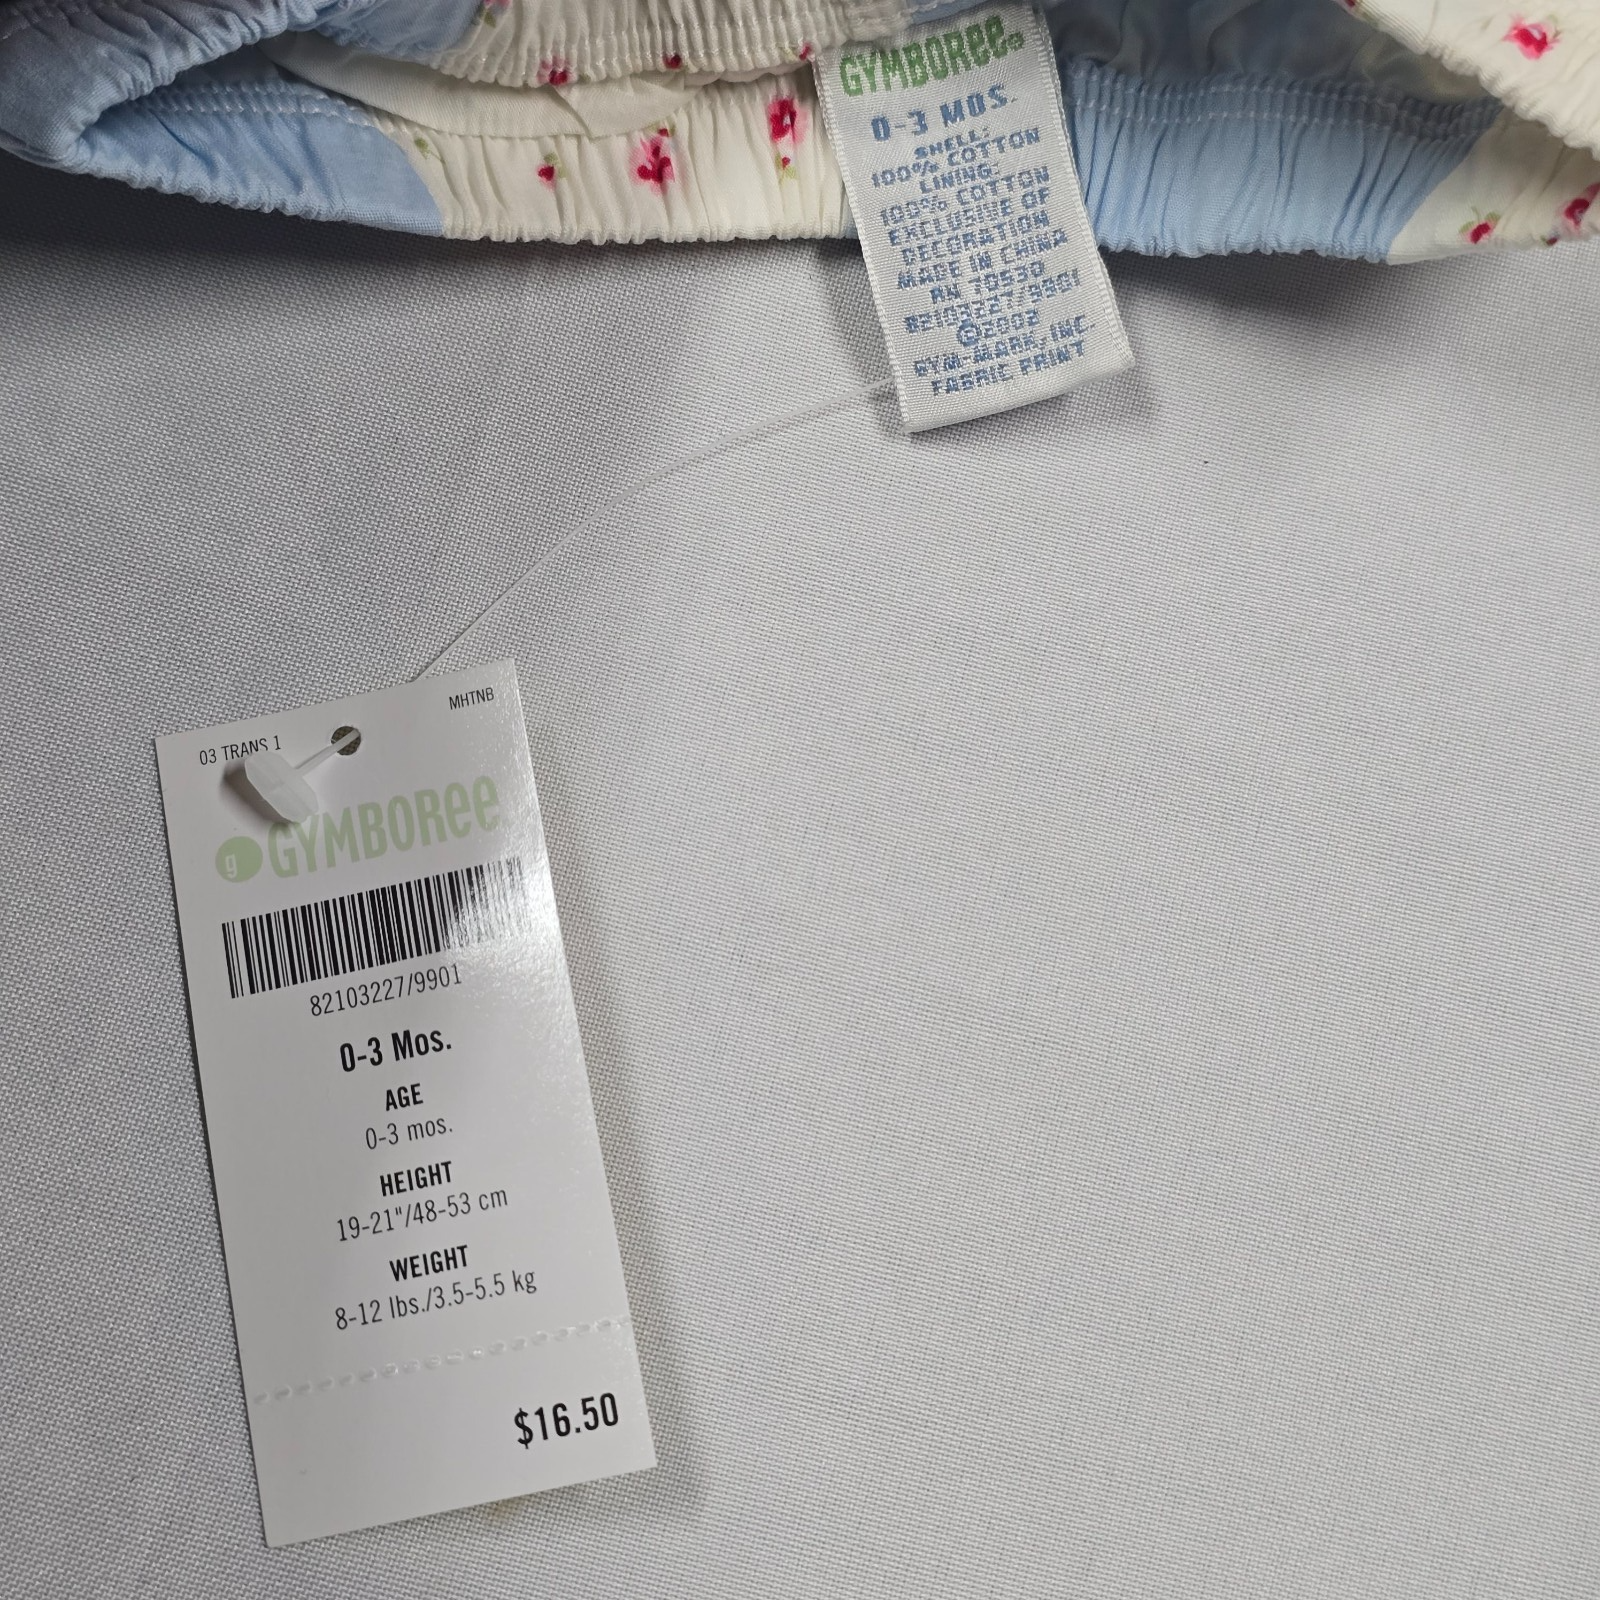 GYMBOREE
0-3 MOS.
SHELL:
100% COTTON
LINING:
100% COTTON
EXCLUSIVE OF
DECORATION
MADE IN CHINA
RN 70530
82103227/9901
©2002
GYM-MARK, INC.
FABRIC PRINT
MHTNB
03 TRANS 1
g GYMBOREE
82103227/9901
0-3 Mos.
AGE
0-3 mos.
HEIGHT
19-21"/48-53 cm
WEIGHT
8-12 lbs./3.5-5.5 kg
$16.50